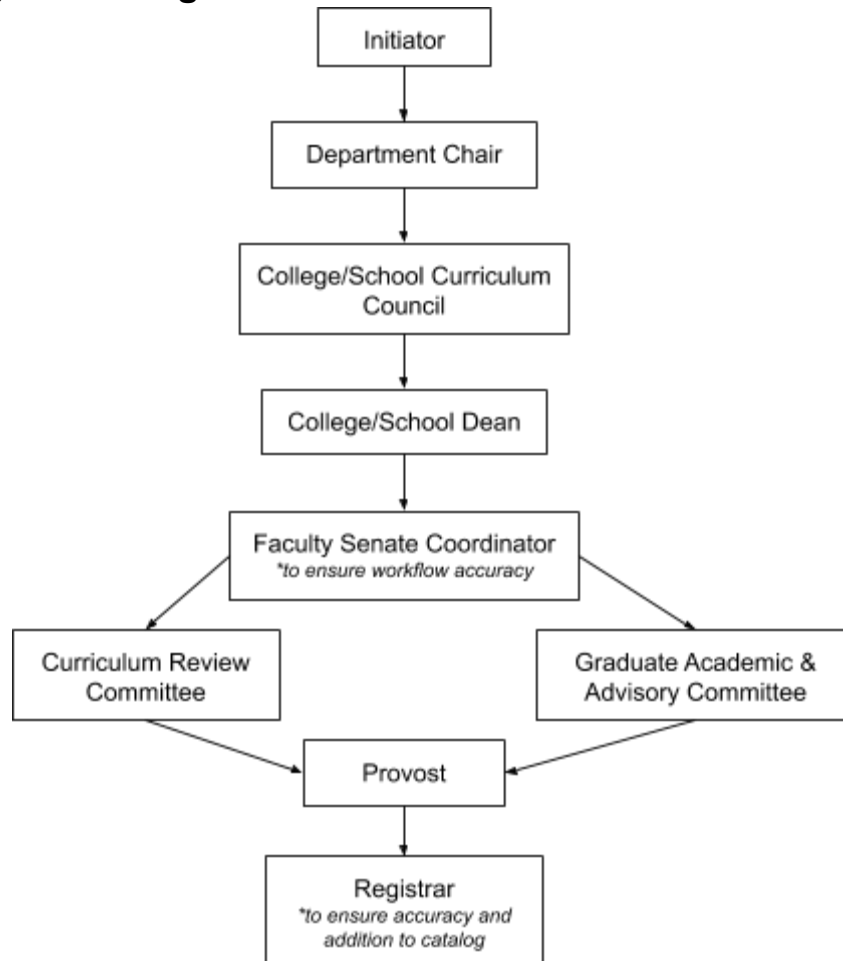 Initiator
Department Chair
College/School Curriculum
Council
College/School Dean
Faculty Senate Coordinator
*to ensure workflow accuracy
Curriculum Review
Committee
Graduate Academic &
Advisory Committee
Provost
Registrar
*to ensure accuracy and
addition to catalog